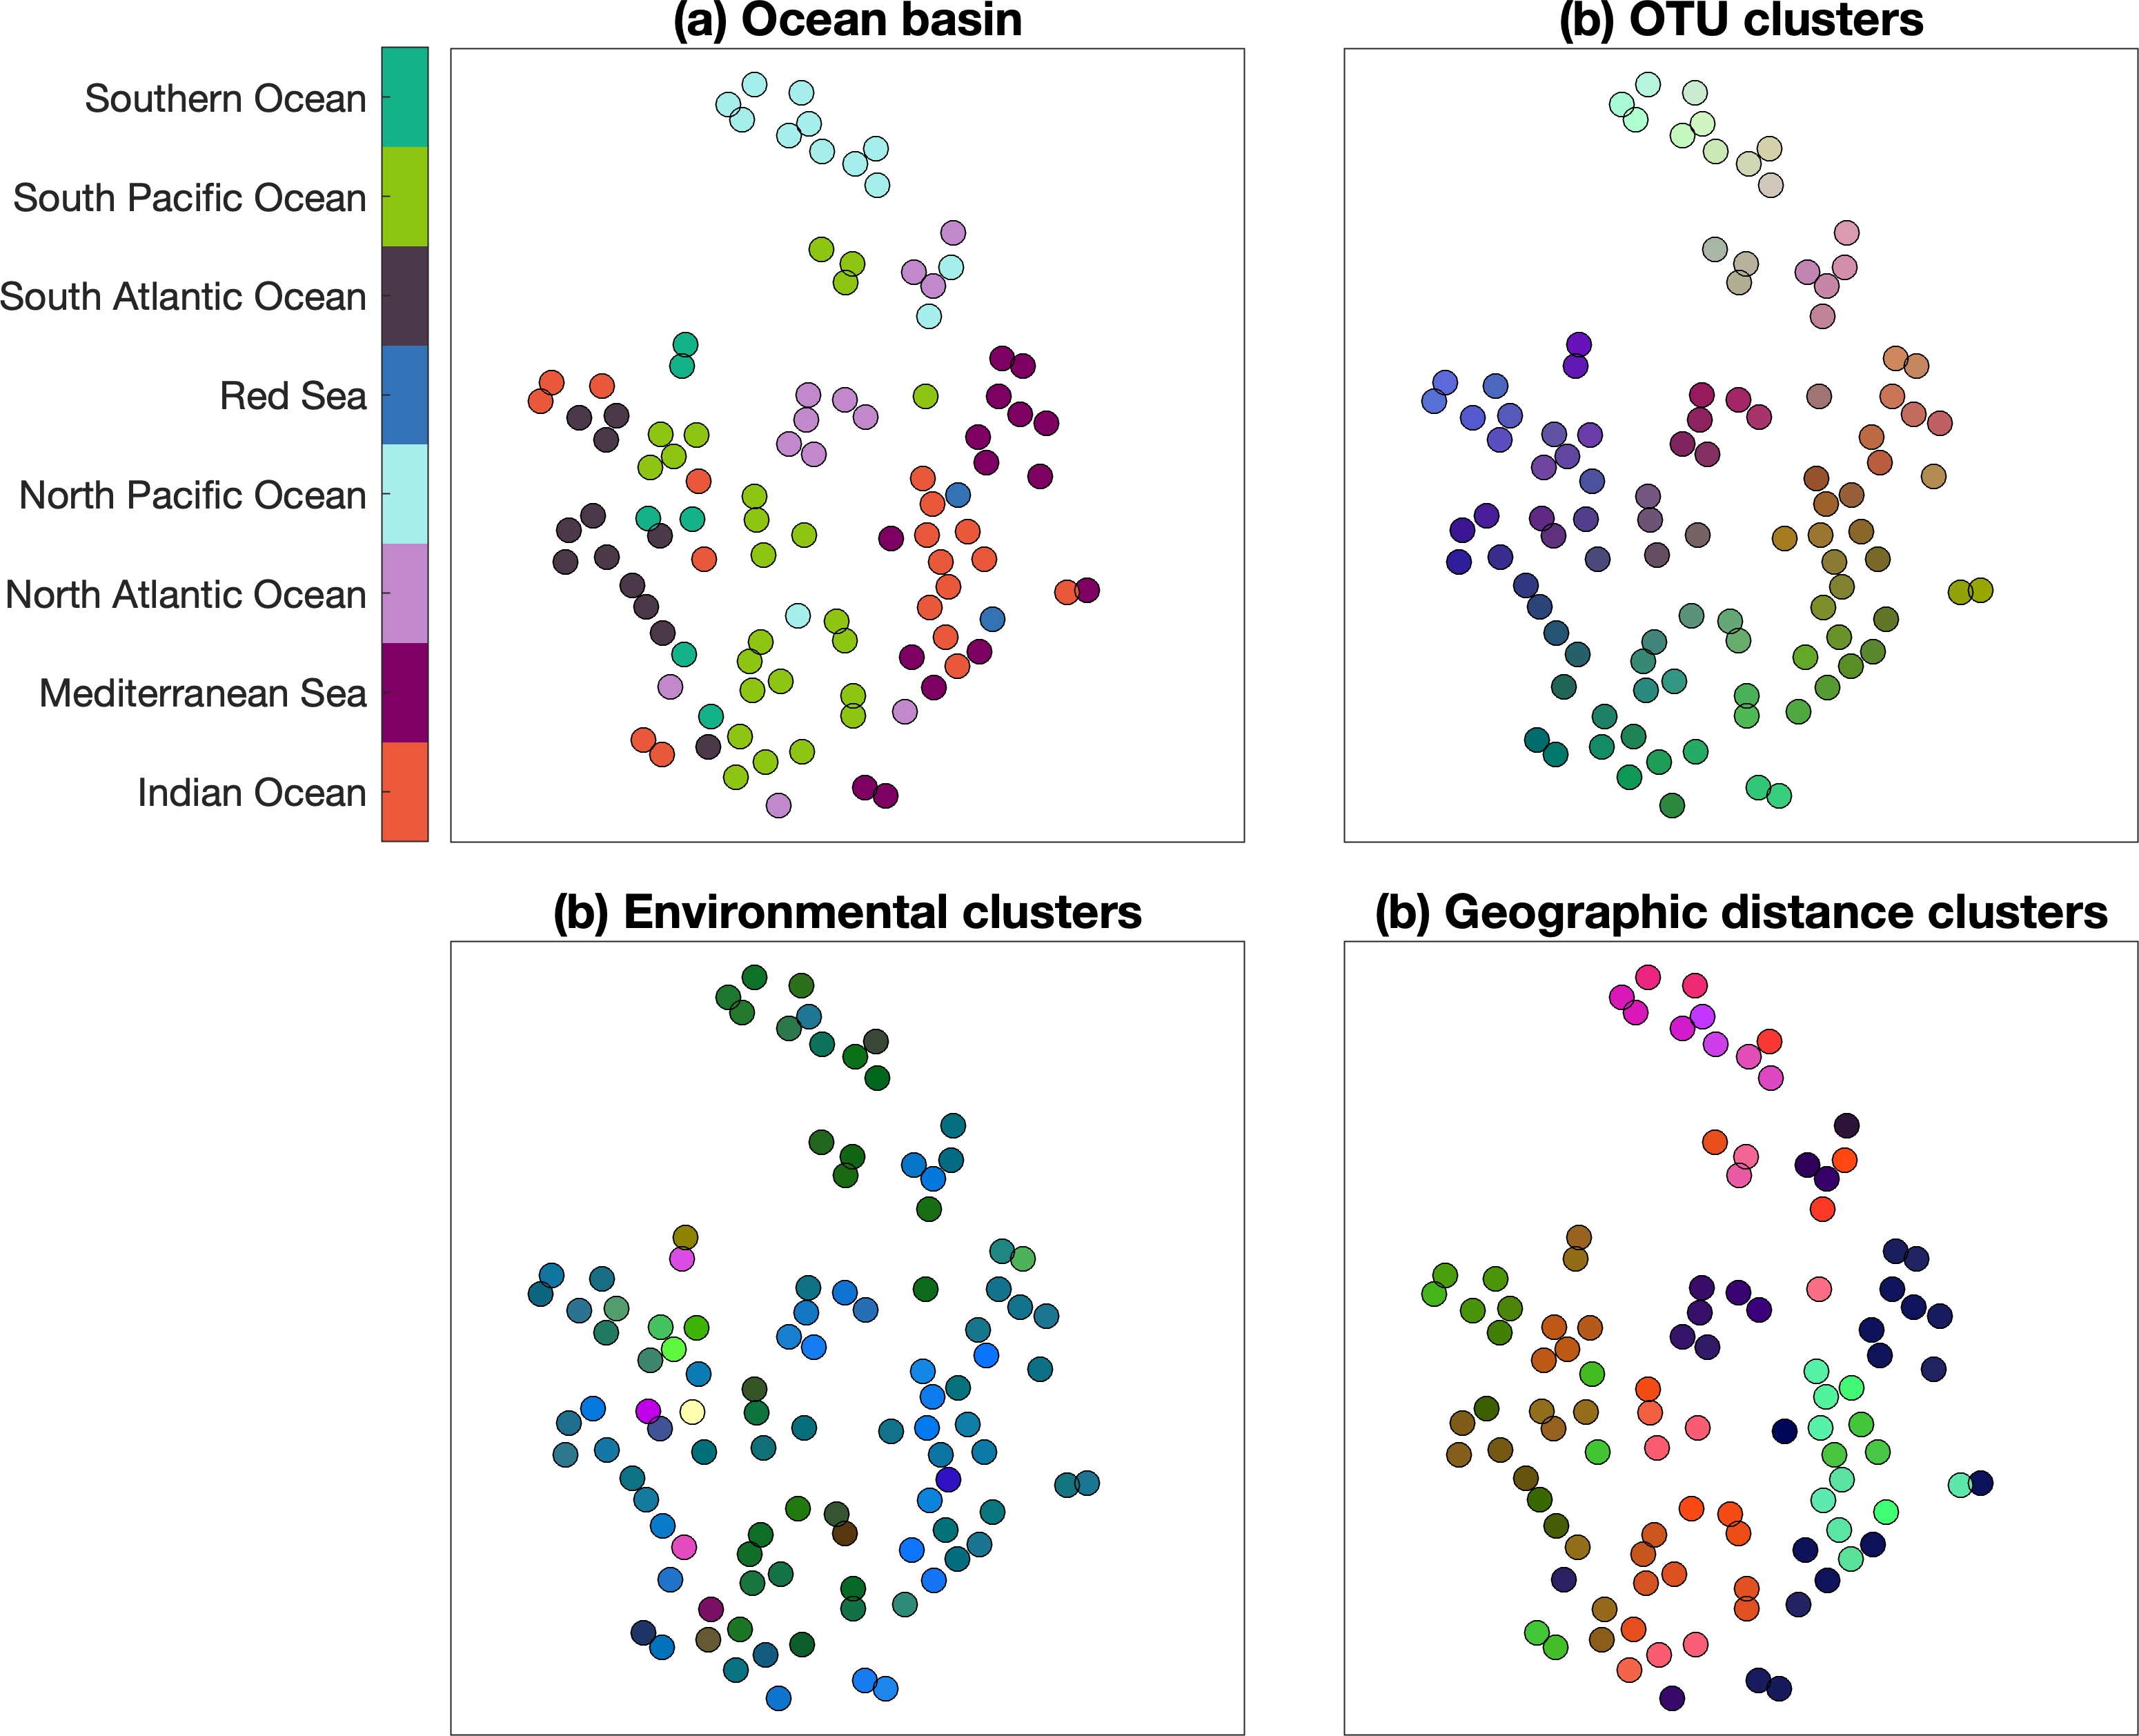 (a) Ocean basin
(b) OTU clusters
Southern Ocean
South Pacific Ocean
South Atlantic Ocean
Red Sea
North Pacific Ocean
North Atlantic Ocean
Mediterranean Sea
Indian Ocean
(b) Environmental clusters
(b) Geographic distance clusters